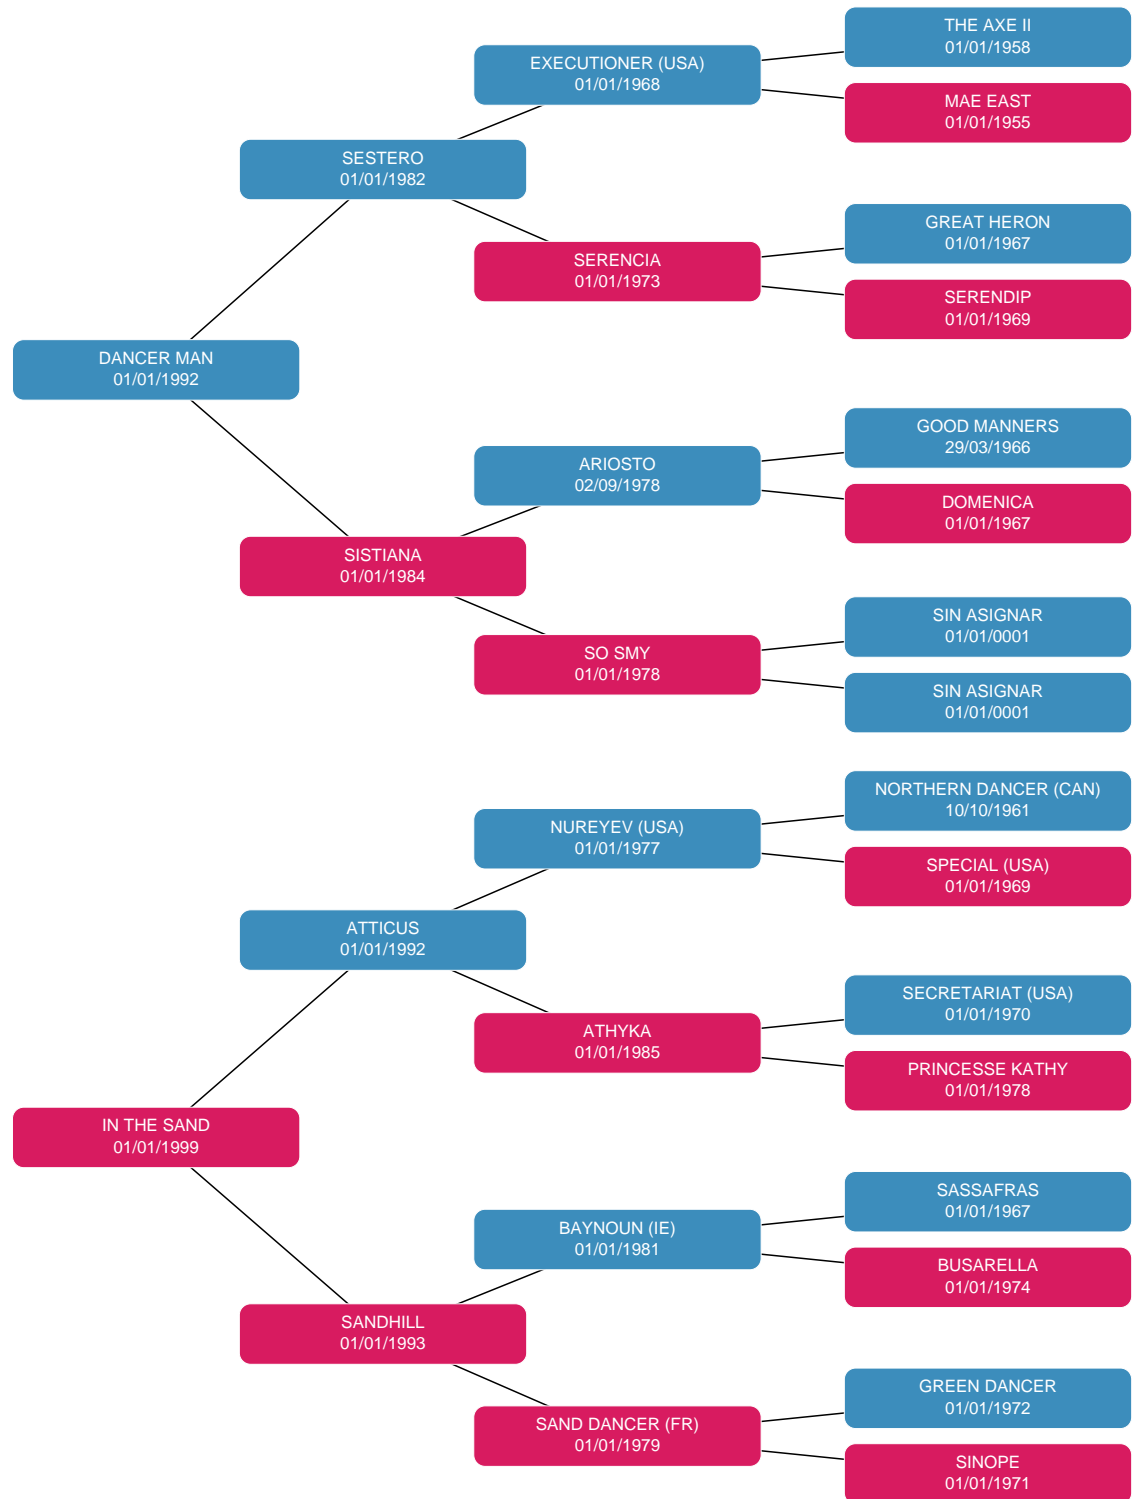 THE AXE II
01/01/1958
EXECUTIONER (USA)
01/01/1968
MAE EAST
01/01/1955
SESTERO
01/01/1982
GREAT HERON
01/01/1967
SERENCIA
01/01/1973
SERENDIP
01/01/1969
DANCER MAN
01/01/1992
GOOD MANNERS
29/03/1966
ARIOSTO
02/09/1978
DOMENICA
01/01/1967
SISTIANA
01/01/1984
SIN ASIGNAR
01/01/0001
SO SMY
01/01/1978
SIN ASIGNAR
01/01/0001
NORTHERN DANCER (CAN)
10/10/1961
NUREYEV (USA)
01/01/1977
SPECIAL (USA)
01/01/1969
ATTICUS
01/01/1992
SECRETARIAT (USA)
01/01/1970
ATHYKA
01/01/1985
PRINCESSE KATHY
01/01/1978
IN THE SAND
01/01/1999
SASSAFRAS
01/01/1967
BAYNOUN (IE)
01/01/1981
BUSARELLA
01/01/1974
SANDHILL
01/01/1993
GREEN DANCER
01/01/1972
SAND DANCER (FR)
01/01/1979
SINOPE
01/01/1971